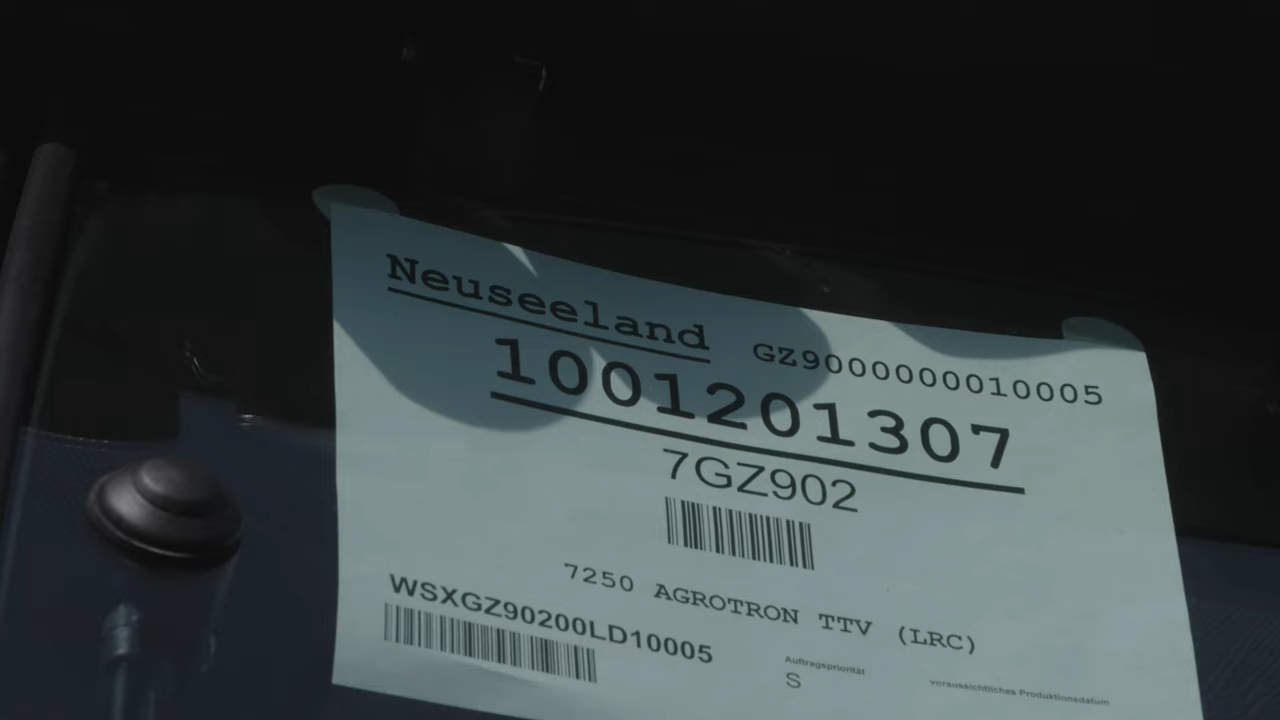 Neuseeland GZ9000000010005
1001201307
7GZ902
7250 AGROTRON TTV (LRC)
WSXGZ90200LD10005
Auftragspriorität
S
voraussichtliches Produktionsdatum